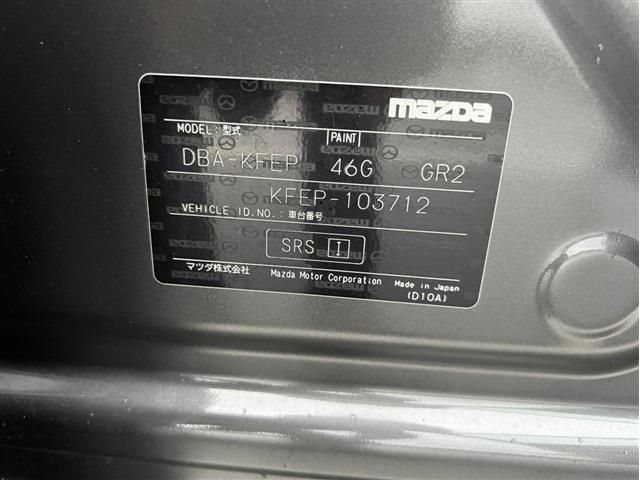 mazda
MODEL:型式 PAINT
DBA-KFEP 46G GR2
KFEP-103712
VEHICLE ID.NO.:車台番号
SRS I
マツダ株式会社 Mazda Motor Corporation Made in Japan
(D10A)